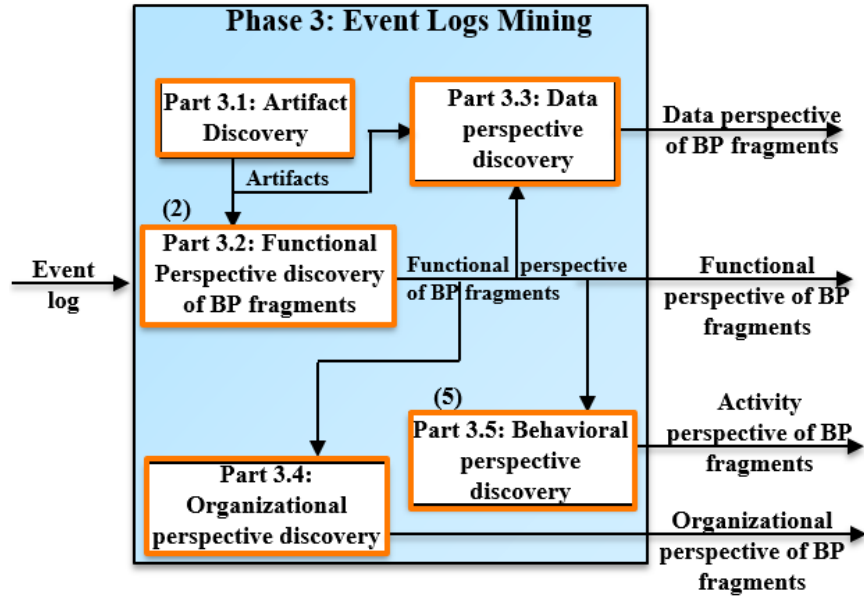 Phase 3: Event Logs Mining
Part 3.1: Artifact
Discovery
Part 3.3: Data
perspective
discovery
Data perspective
of BP fragments
Artifacts
(2)
Part 3.2: Functional
Perspective discovery
of BP fragments
Event
log
Functional perspective
of BP fragments
Functional
perspective of BP
fragments
(5)
Part 3.5: Behavioral
perspective
discovery
Activity
perspective of BP
fragments
Part 3.4:
Organizational
perspective discovery
Organizational
perspective of BP
fragments